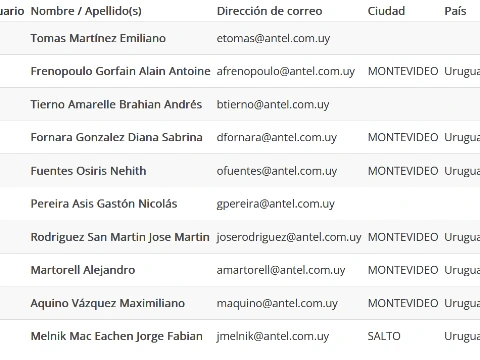 uario Nombre / Apellido(s) Dirección de correo Ciudad País
Tomas Martínez Emiliano etomas@antel.com.uy
Frenopoulo Gorfain Alain Antoine afrenopoulo@antel.com.uy MONTEVIDEO Urugua
Tierno Amarelle Brahian Andrés btierno@antel.com.uy
Fornara Gonzalez Diana Sabrina dfornara@antel.com.uy MONTEVIDEO Urugua
Fuentes Osiris Nehith ofuentes@antel.com.uy MONTEVIDEO Urugua
Pereira Asis Gastón Nicolás gpereira@antel.com.uy
Rodriguez San Martin Jose Martin joserodriguez@antel.com.uy MONTEVIDEO Urugua
Martorell Alejandro amartorell@antel.com.uy MONTEVIDEO Urugua
Aquino Vázquez Maximiliano maquino@antel.com.uy MONTEVIDEO Urugua
Melnik Mac Eachen Jorge Fabian jmelnik@antel.com.uy SALTO Urugua